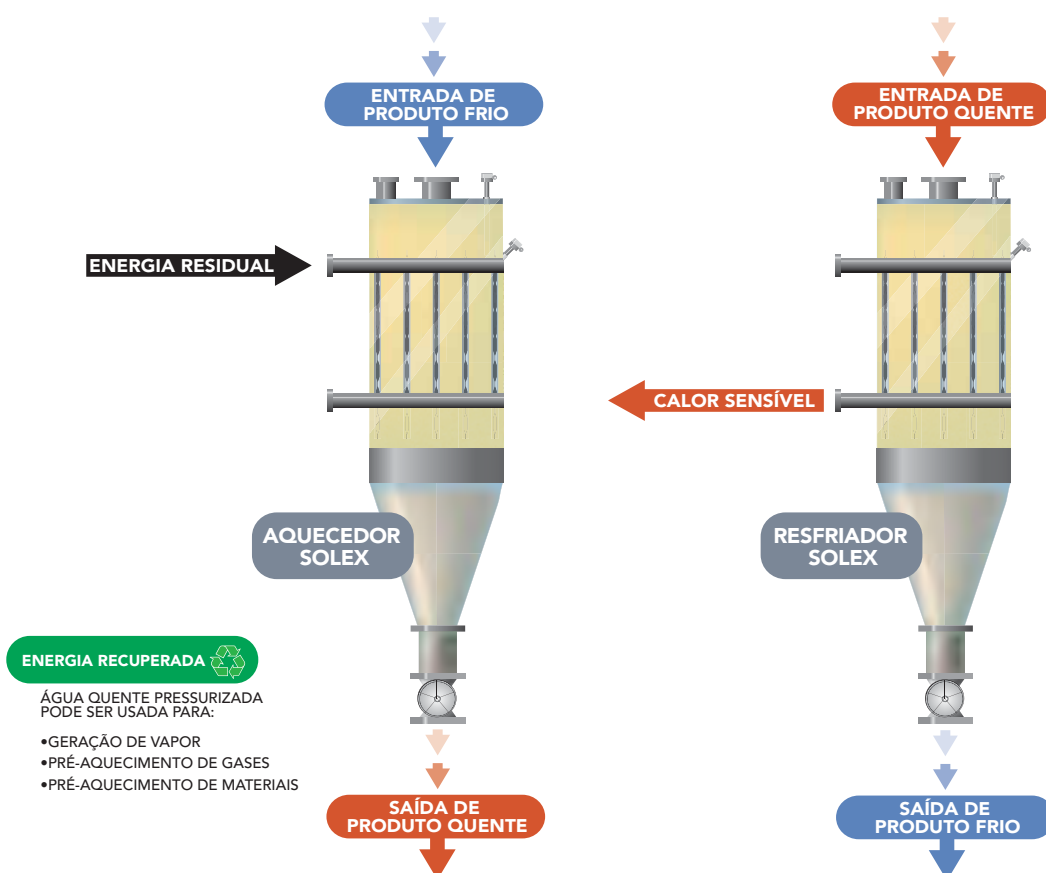 ENTRADA DE
PRODUTO FRIO
ENTRADA DE
PRODUTO QUENTE
ENERGIA RESIDUAL
CALOR SENSÍVEL
AQUECEDOR
SOLEX
RESFRIADOR
SOLEX
ENERGIA RECUPERADA
ÁGUA QUENTE PRESSURIZADA
PODE SER USADA PARA:
•GERAÇÃO DE VAPOR
•PRÉ-AQUECIMENTO DE GASES
•PRÉ-AQUECIMENTO DE MATERIAIS
SAÍDA DE
PRODUTO QUENTE
SAÍDA DE
PRODUTO FRIO